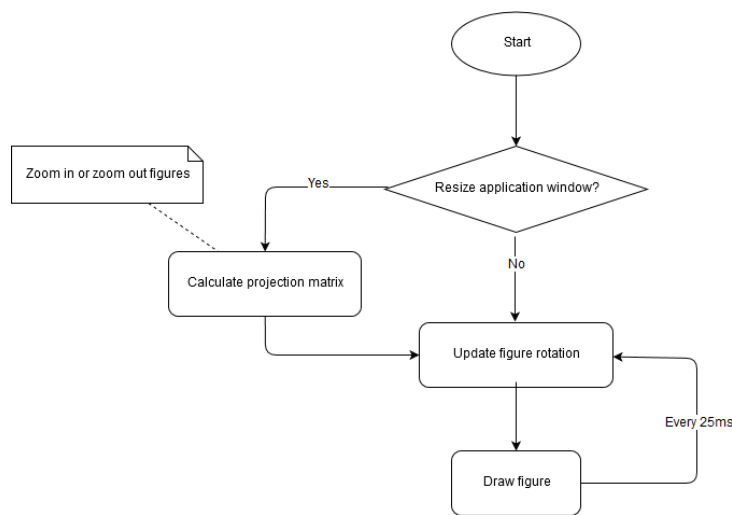 Start
Resize application window?
Yes
Zoom in or zoom out figures
No
Calculate projection matrix
Update figure rotation
Every 25ms
Draw figure